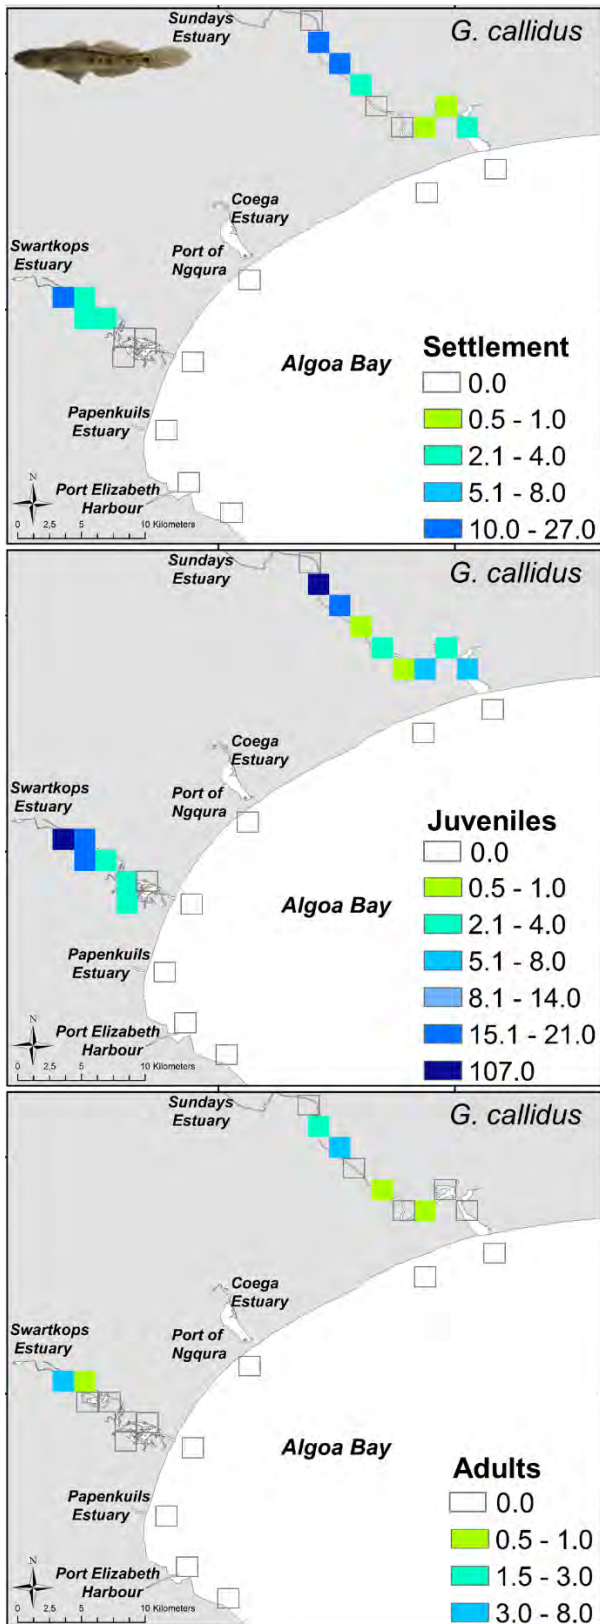 Sundays
Estuary
G. callidus
Coega
Estuary
Swartkops
Estuary
Port of
Ngqura
Algoa Bay
Papenkuils
Estuary
Port Elizabeth
Harbour
N
0 2,5 5 10 Kilometers
Settlement
0.0
0.5 - 1.0
2.1 - 4.0
5.1 - 8.0
10.0 - 27.0
Sundays
Estuary
G. callidus
Coega
Estuary
Swartkops
Estuary
Port of
Ngqura
Algoa Bay
Papenkuils
Estuary
Port Elizabeth
Harbour
N
0 2,5 5 10 Kilometers
Juveniles
0.0
0.5 - 1.0
2.1 - 4.0
5.1 - 8.0
8.1 - 14.0
15.1 - 21.0
107.0
Sundays
Estuary
G. callidus
Coega
Estuary
Swartkops
Estuary
Port of
Ngqura
Algoa Bay
Papenkuils
Estuary
Port Elizabeth
Harbour
N
0 2,5 5 10 Kilometers
Adults
0.0
0.5 - 1.0
1.5 - 3.0
3.0 - 8.0